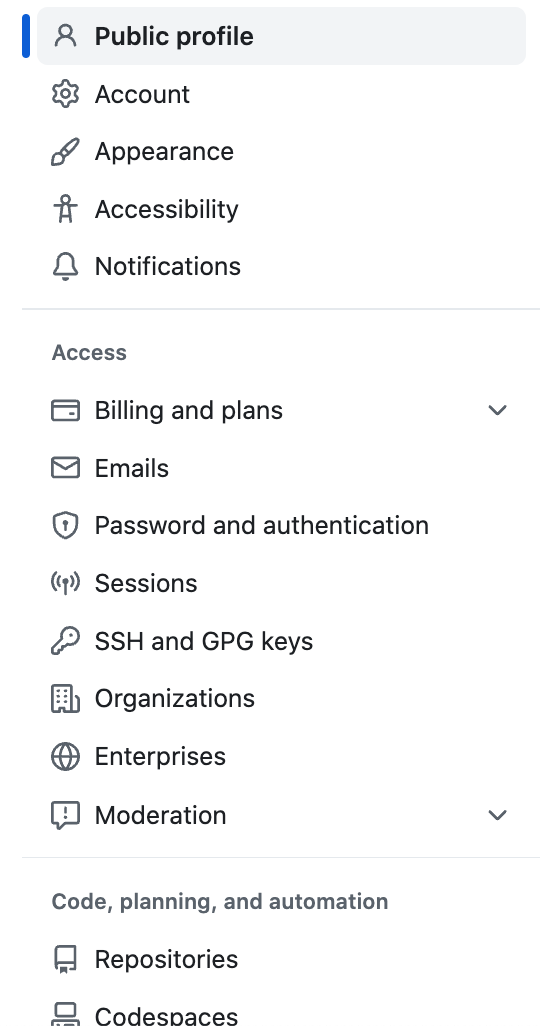 Public profile
Account
Appearance
Accessibility
Notifications
Access
Billing and plans
Emails
Password and authentication
Sessions
SSH and GPG keys
Organizations
Enterprises
Moderation
Code, planning, and automation
Repositories
Codespaces